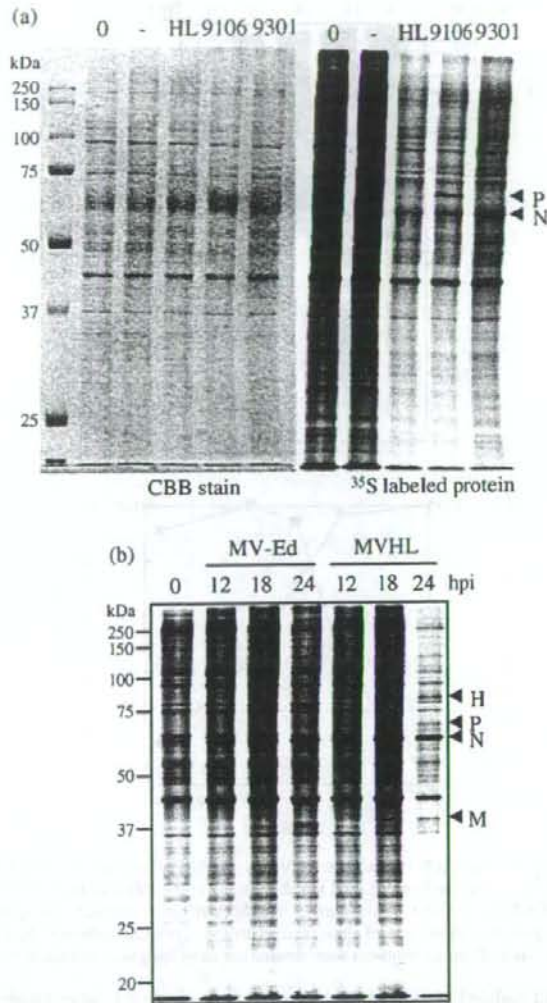 (a)
0 - HL 9106 9301 0 - HL 9106 9301
kDa
250
150
100
75
P
N
50
37
25
CBB stain 35S labeled protein
(b)
MV-Ed MVHL
0 12 18 24 12 18 24 hpi
kDa
250
150
100
H
75
P
N
50
M
37
25
20